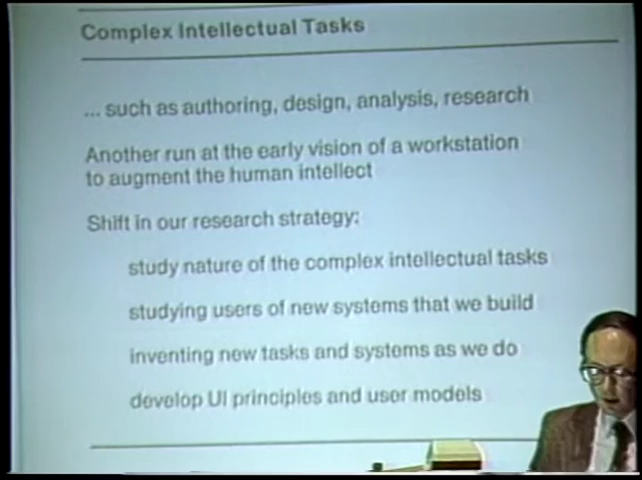 Complex Intellectual Tasks
... such as authoring, design, analysis, research
Another run at the early vision of a workstation
to augment the human intellect
Shift in our research strategy:
study nature of the complex intellectual tasks
studying users of new systems that we build
inventing new tasks and systems as we do
develop UI principles and user models